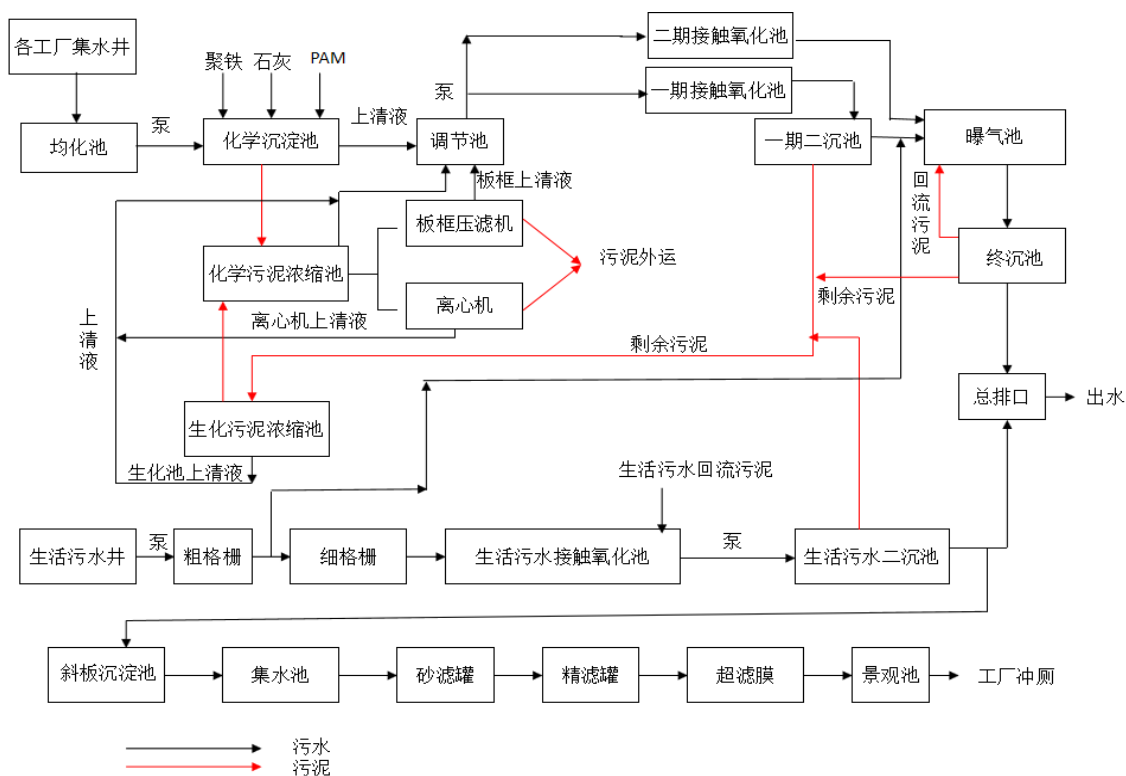 各工厂集水井
聚铁
石灰
PAM
泵
二期接触氧化池
一期接触氧化池
均化池
泵
化学沉淀池
上清液
调节池
一期二沉池
曝气池
板框上清液
回流污泥
板框压滤机
化学污泥浓缩池
污泥外运
终沉池
离心机
剩余污泥
上清液
离心机上清液
剩余污泥
总排口
出水
生化污泥浓缩池
生化池上清液
生活污水回流污泥
生活污水井
泵
粗格栅
细格栅
生活污水接触氧化池
泵
生活污水二沉池
斜板沉淀池
集水池
砂滤罐
精滤罐
超滤膜
景观池
工厂冲厕
污水
污泥